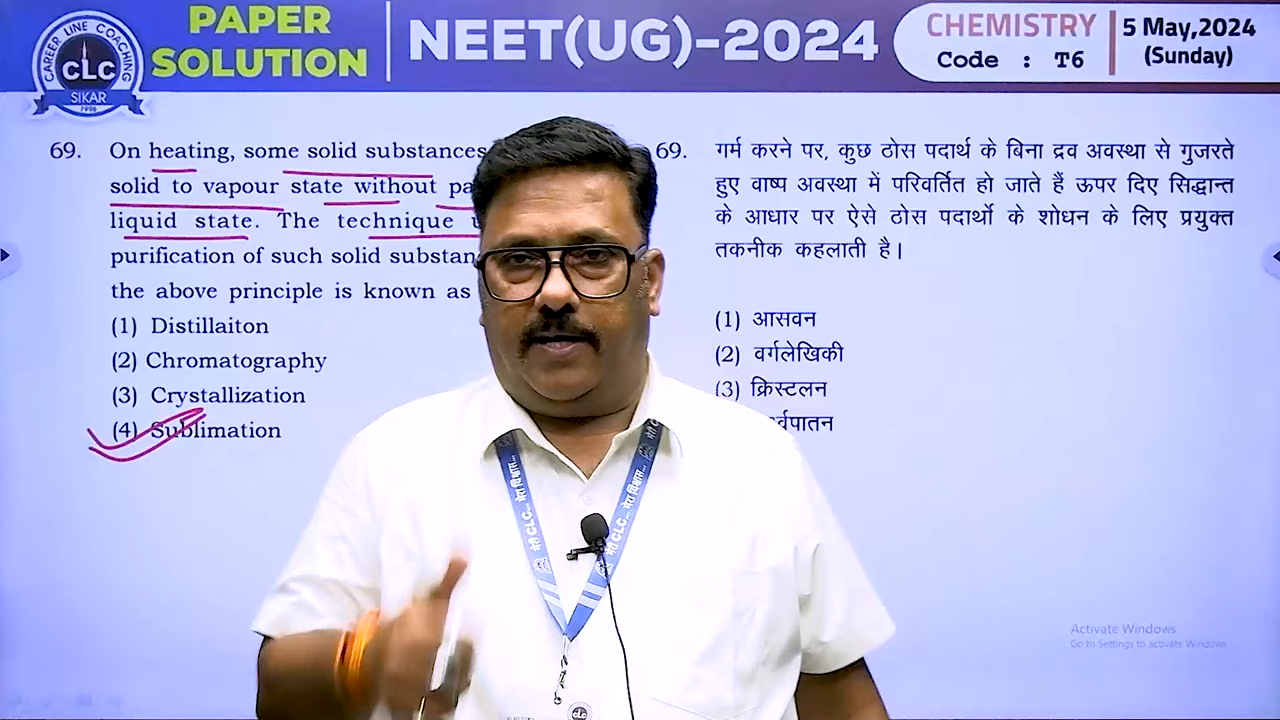 PAPER
SOLUTION
NEET(UG)-2024
CHEMISTRY
Code : T6
5 May,2024
(Sunday)
CAREER LINE COACHING
CLC
SIKAR
1996
69. On heating, some solid substances
solid to vapour state without
liquid state. The technique
purification of such solid
the above principle is known as
(1) Distillaiton
(2) Chromatography
(3) Crystallization
(4) Sublimation
69. गर्म करने पर, कुछ ठोस पदार्थ के बिना द्रव अवस्था से गुजरते
हुए वाष्प अवस्था में परिवर्तित हो जाते हैं ऊपर दिए सिद्धान्त
के आधार पर ऐसे ठोस पदार्थो के शोधन के लिए प्रयुक्त
तकनीक कहलाती है।
(1) आसवन
(2) वर्गलेखिकी
(3) क्रिस्टलन
मेरी CLC... मेरा विश्वास...
मेरी CLC... मेरा विश्वास...
CLC
Activate Windows
Go to Settings to activate Windows.